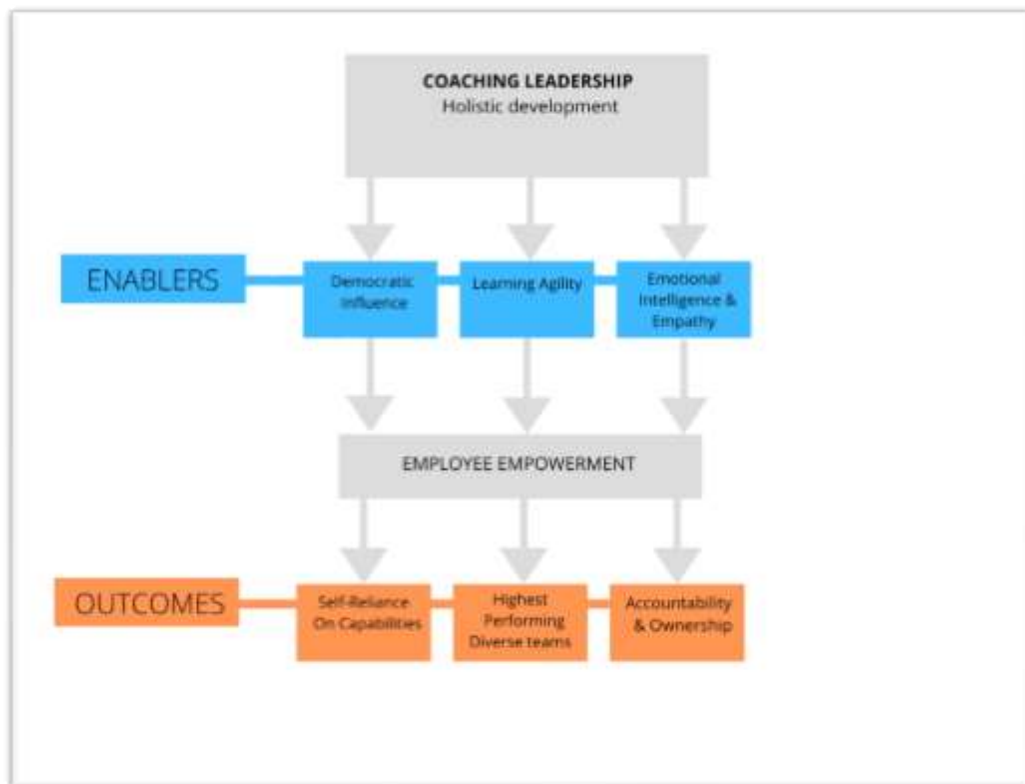 COACHING LEADERSHIP
Holistic development
ENABLERS
Democratic
Influence
Learning Agility
Emotional
Intelligence &
Empathy
EMPLOYEE EMPOWERMENT
OUTCOMES
Self-Reliance
On Capabilities
Highest
Performing
Diverse teams
Accountability
& Ownership